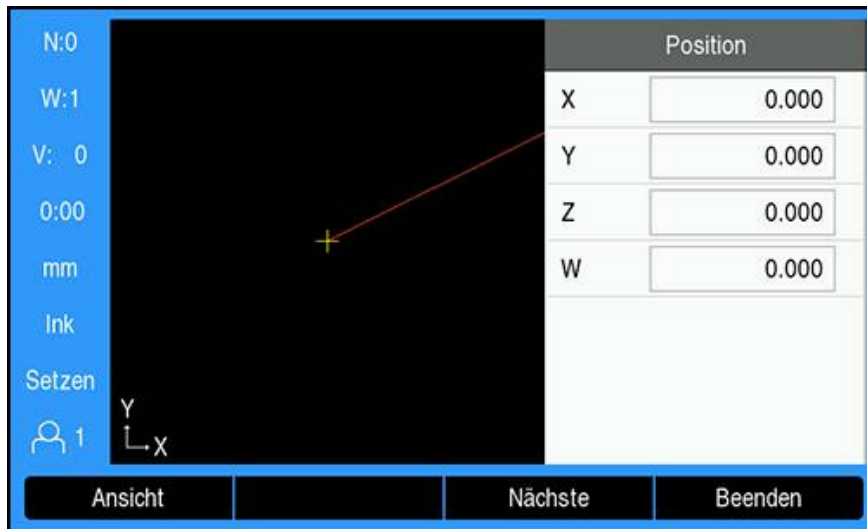 N:0
W:1
V: 0
0:00
mm
Ink
Setzen
1
Y
X
Position
X 0.000
Y 0.000
Z 0.000
W 0.000
Ansicht Nächste Beenden